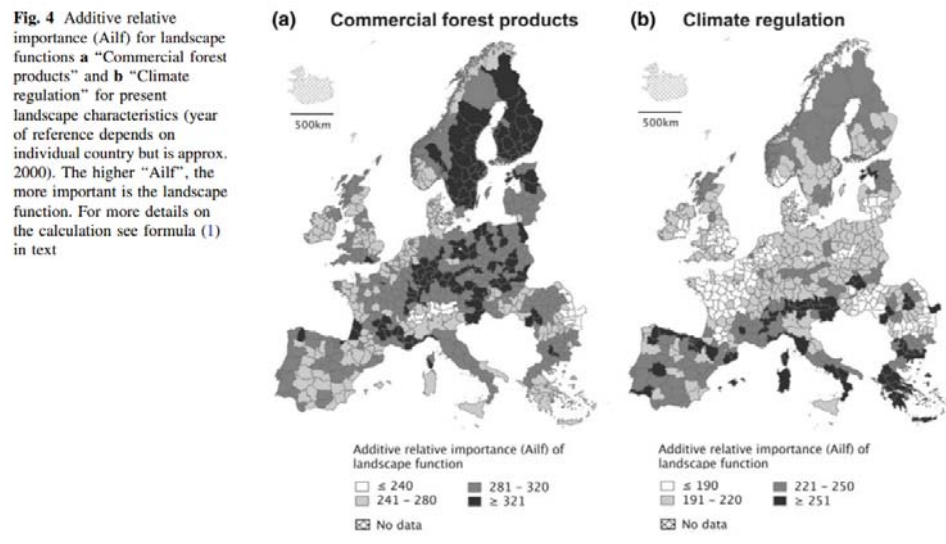 Fig. 4 Additive relative
importance (Ailf) for landscape
functions a "Commercial forest
products" and b "Climate
regulation" for present
landscape characteristics (year
of reference depends on
individual country but is approx.
2000). The higher "Ailf", the
more important is the landscape
function. For more details on
the calculation see formula (1)
in text
(a) Commercial forest products
500km
Additive relative importance (Ailf) of
landscape function
≤ 240
281 - 320
241 - 280
≥ 321
No data
(b) Climate regulation
500km
Additive relative importance (Ailf) of
landscape function
≤ 190
221 - 250
191 - 220
≥ 251
No data